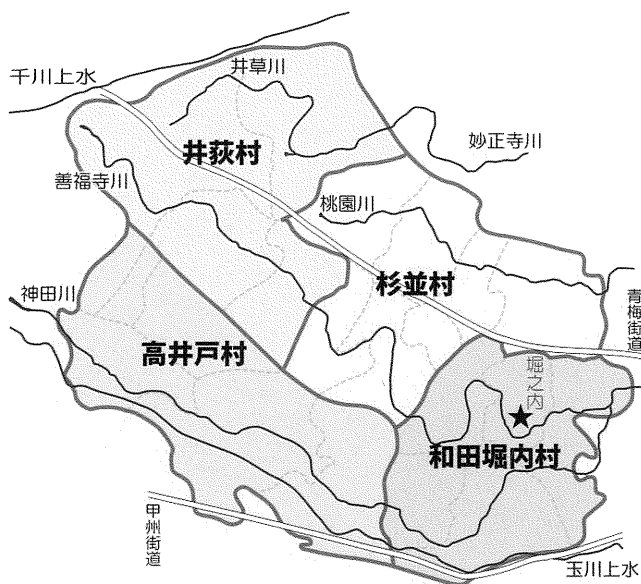 千川上水
井草川
妙正寺川
井荻村
善福寺川
桃園川
神田川
杉並村
青梅街道
高井戸村
堀之内
和田堀内村
甲州街道
玉川上水